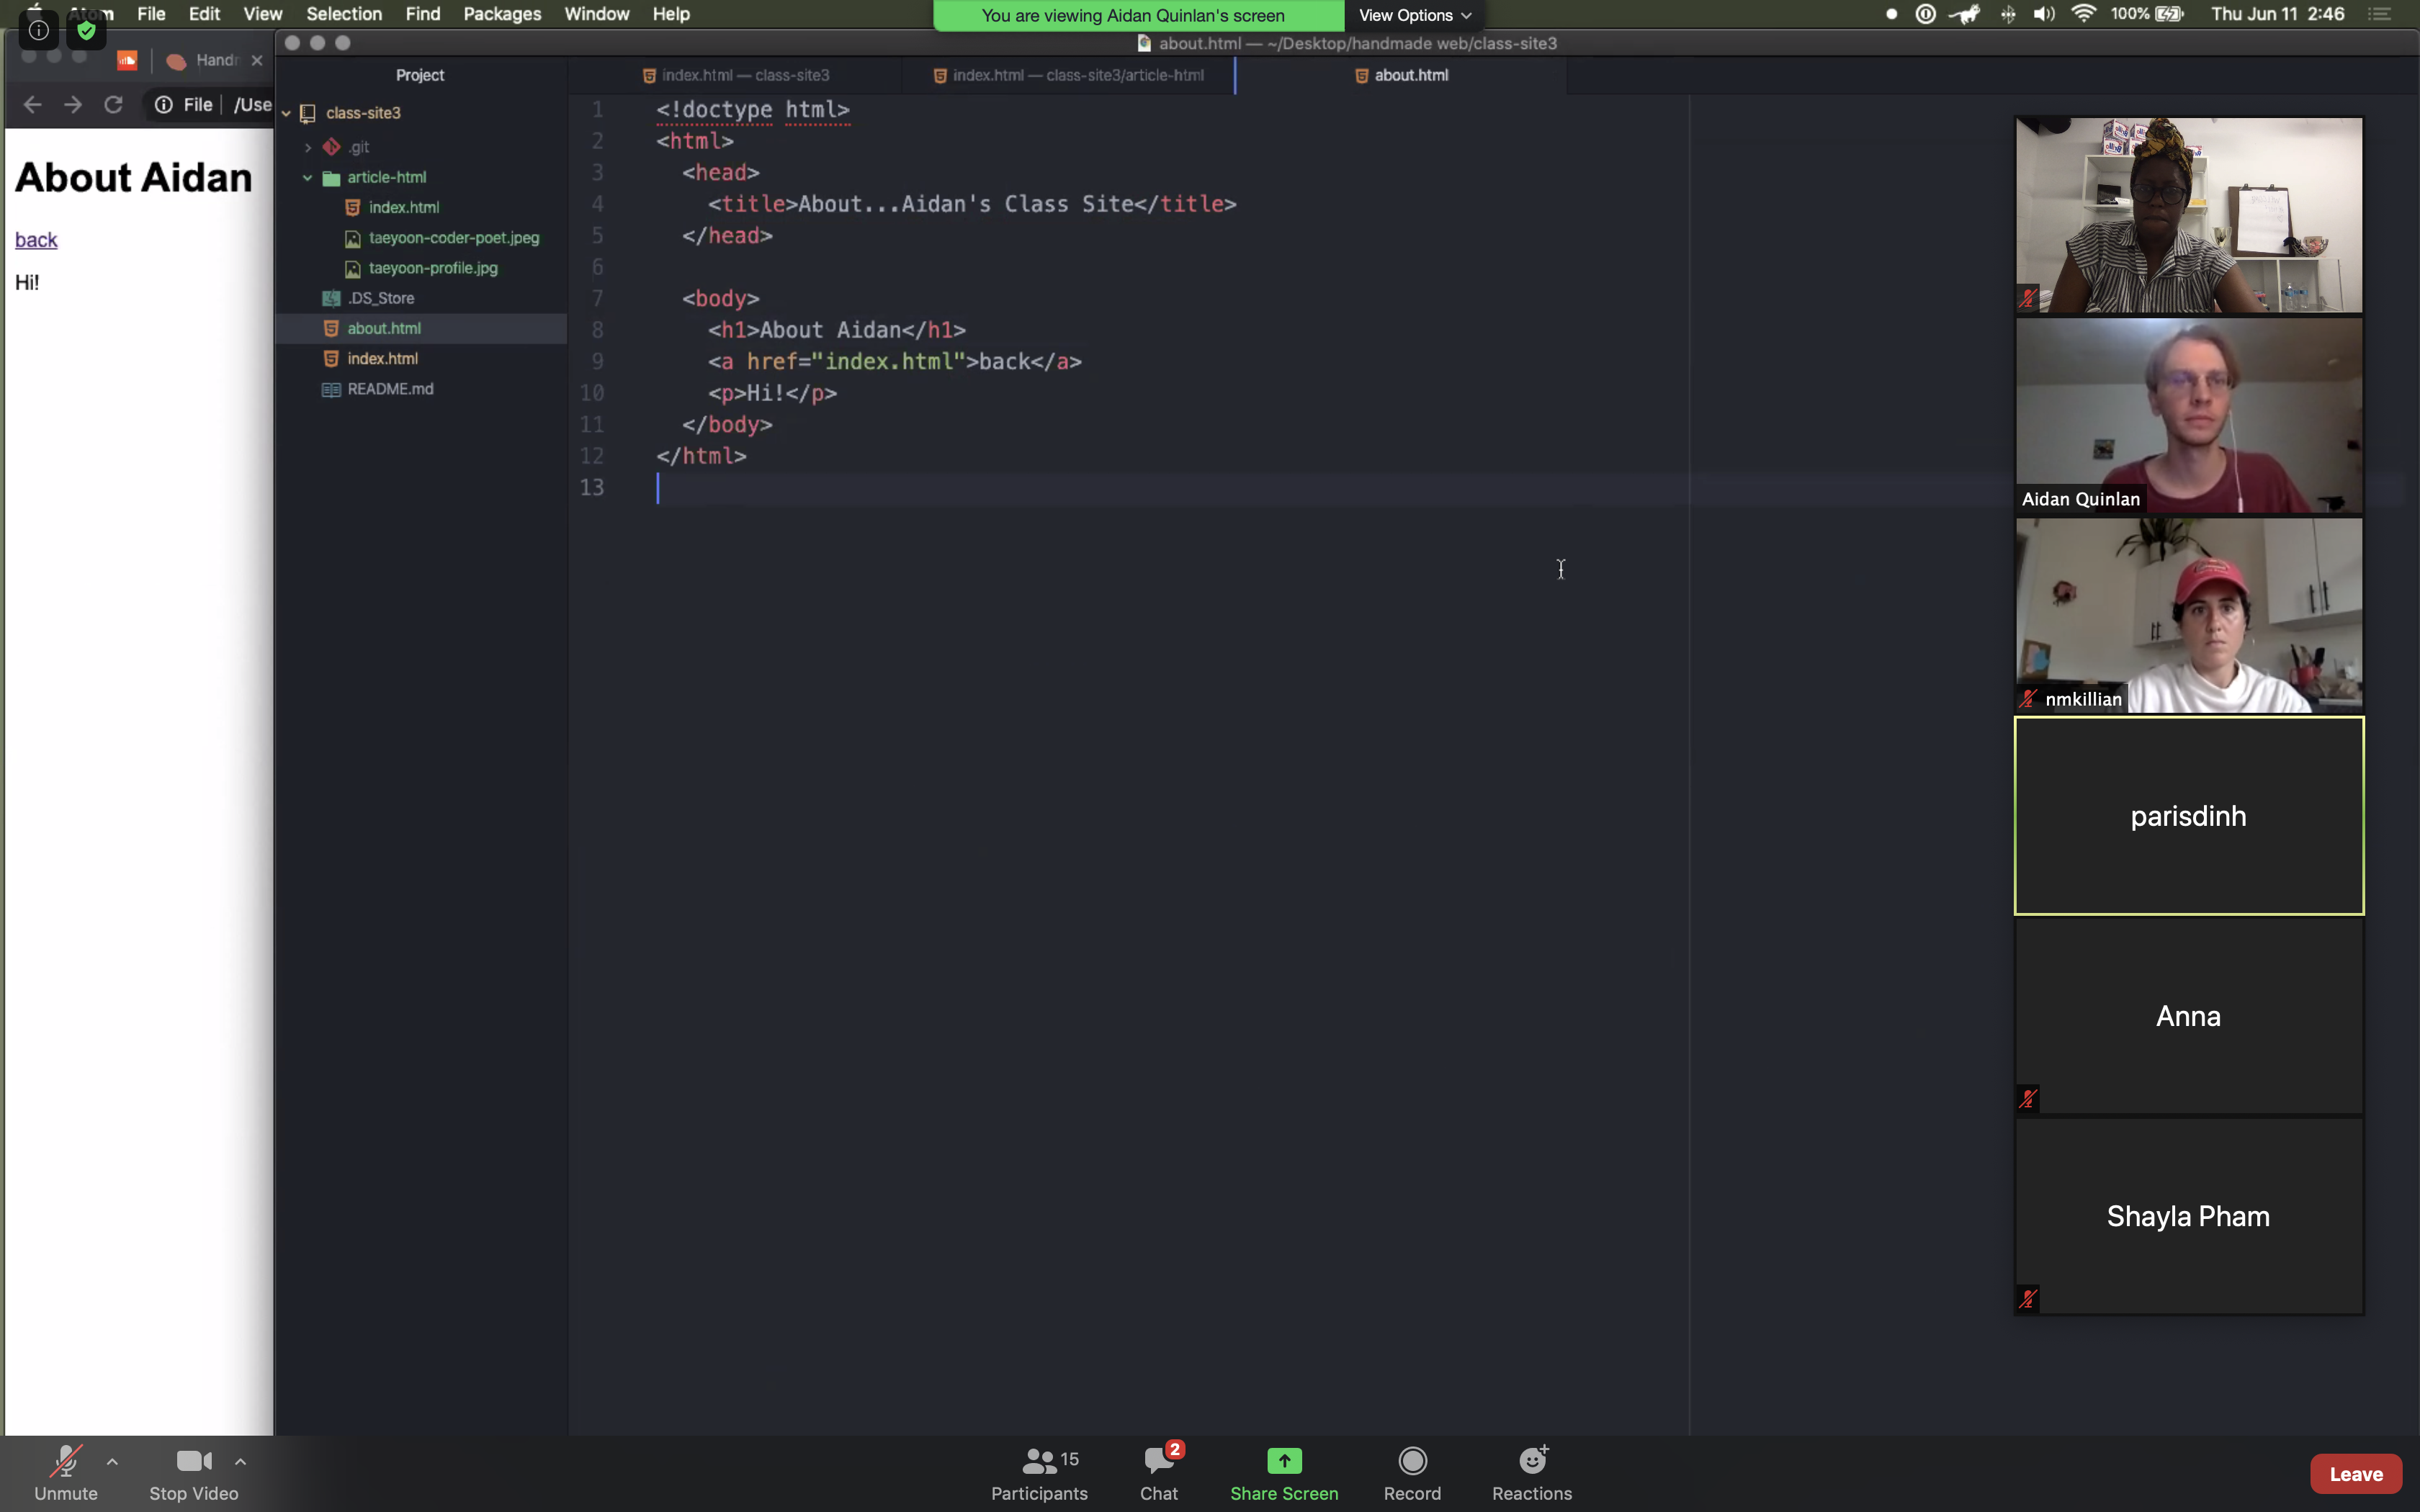 Atom File Edit View Selection Find Packages Window Help
You are viewing Aidan Quinlan's screen
View Options
100%
Thu Jun 11 2:46
Hand
File
/Use
About Aidan
back
Hi!
about.html — ~/Desktop/handmade web/class-site3
Project
class-site3
.git
article-html
index.html
taeyoon-coder-poet.jpeg
taeyoon-profile.jpg
.DS_Store
about.html
index.html
README.md
index.html — class-site3
index.html — class-site3/article-html
about.html
1 <!doctype html>
2 <html>
3 <head>
4 <title>About...Aidan's Class Site</title>
5 </head>
6
7 <body>
8 <h1>About Aidan</h1>
9 <a href="index.html">back</a>
10 <p>Hi!</p>
11 </body>
12 </html>
13
Aidan Quinlan
nmkillian
parisdinh
Anna
Shayla Pham
Unmute
Stop Video
15
Participants
2
Chat
Share Screen
Record
Reactions
Leave